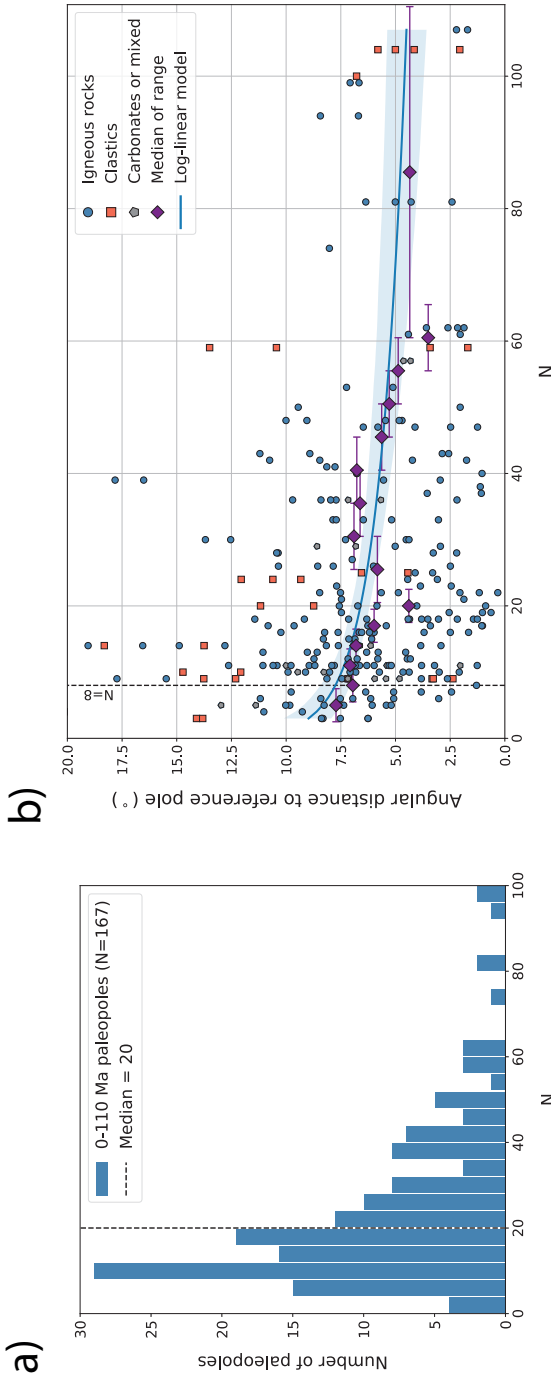 a)
Number of paleopoles
30
25
20
15
10
5
0
0
20
40
60
80
100
N
0-110 Ma paleopoles (N=167)
Median = 20
b)
Angular distance to reference pole (°)
20.0
17.5
15.0
12.5
10.0
7.5
5.0
2.5
0.0
0
20
40
60
80
100
N
N=8
Igneous rocks
Clastics
Carbonates or mixed
Median of range
Log-linear model